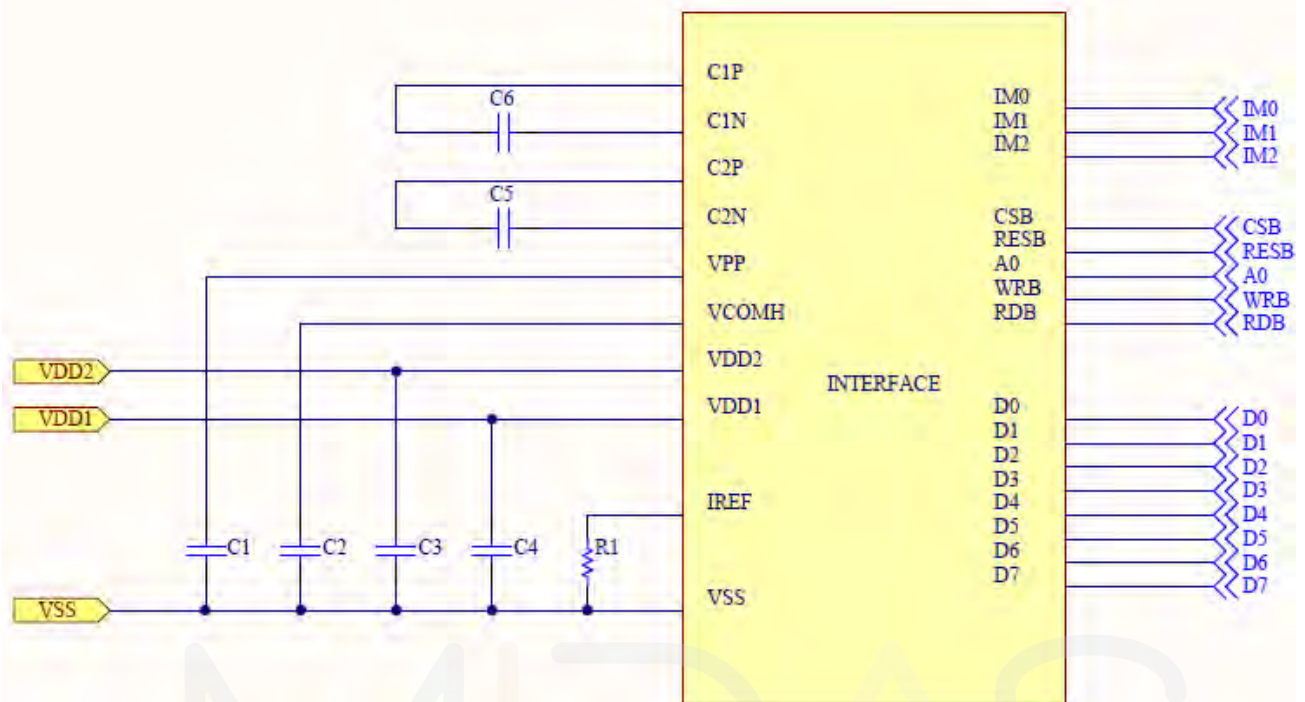 C1P
C6
C1N
C2P
C5
C2N
VPP
VCOMH
VDD2
VDD2
VDD1
VDD1
IREF
C1
C2
C3
C4
R1
VSS
VSS
INTERFACE
IM0
IM1
IM2
CSB
RESB
A0
WRB
RDB
D0
D1
D2
D3
D4
D5
D6
D7
IM0
IM1
IM2
CSB
RESB
A0
WRB
RDB
D0
D1
D2
D3
D4
D5
D6
D7